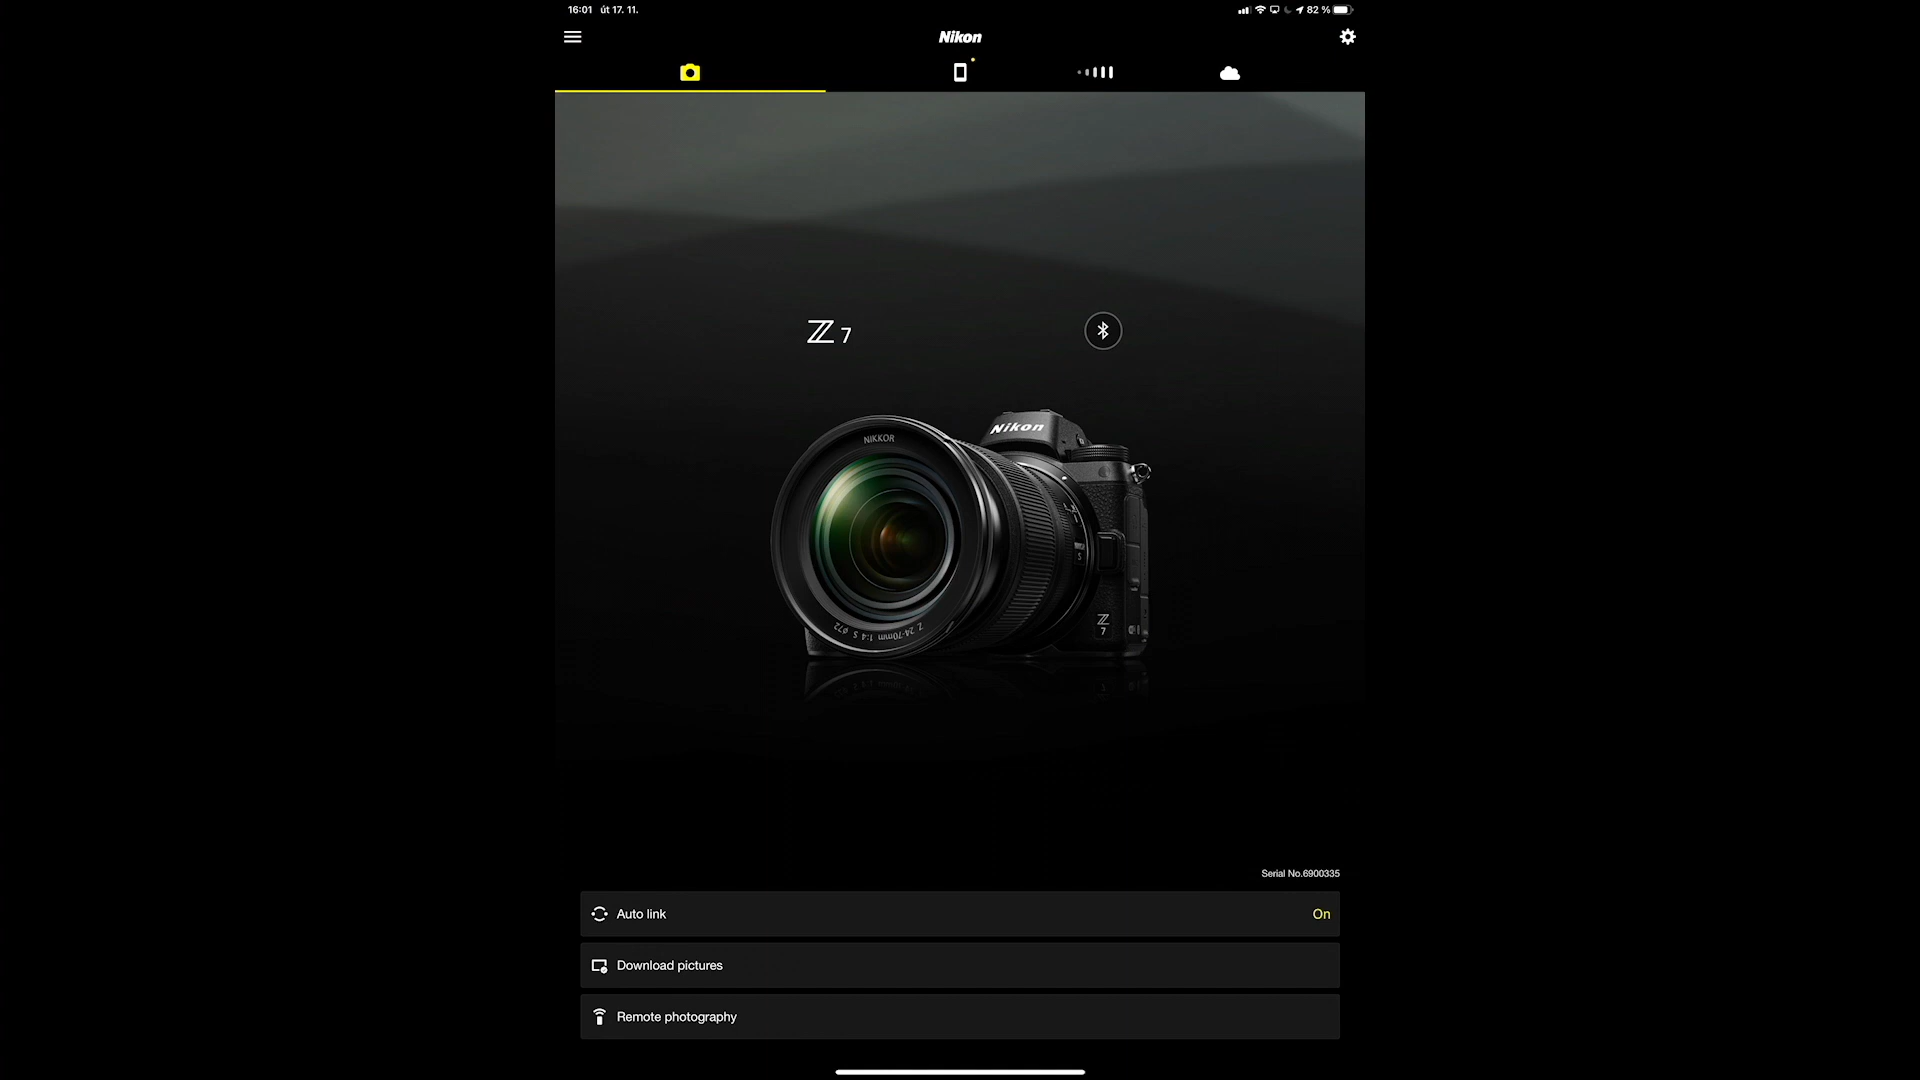 16:01 út 17. 11.
82 %
Nikon
Z 7
Nikon
NIKKOR
Z 24-70mm 1:4 S ø72
Z
7
Serial No.6900335
Auto link On
Download pictures
Remote photography